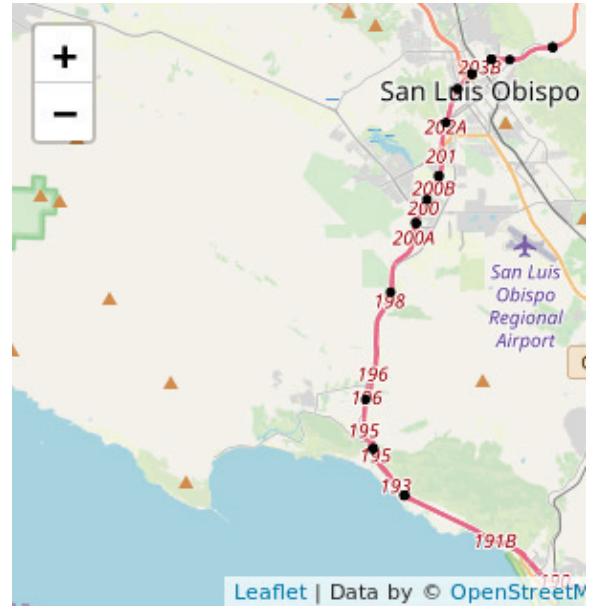 +
−
203B
San Luis Obispo
202A
201
200B
200
200A
San Luis
Obispo
Regional
Airport
198
196
196
195
195
193
191B
190
Leaflet | Data by © OpenStreetM